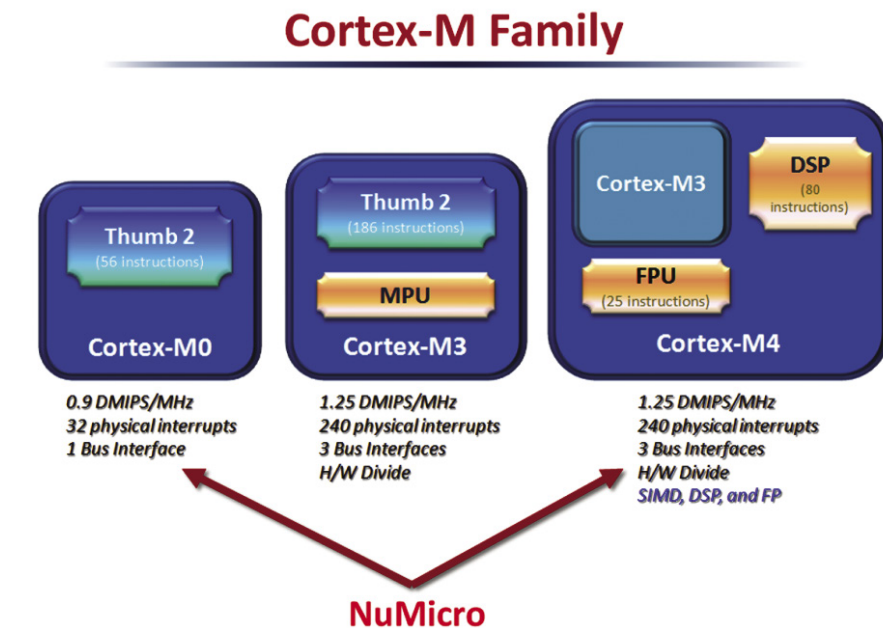 Cortex-M Family
Thumb 2
(56 instructions)
Cortex-M0
0.9 DMIPS/MHz
32 physical interrupts
1 Bus Interface
Thumb 2
(186 instructions)
MPU
Cortex-M3
1.25 DMIPS/MHz
240 physical interrupts
3 Bus Interfaces
H/W Divide
Cortex-M3
DSP
(80
instructions)
FPU
(25 instructions)
Cortex-M4
1.25 DMIPS/MHz
240 physical interrupts
3 Bus Interfaces
H/W Divide
SIMD, DSP, and FP
NuMicro